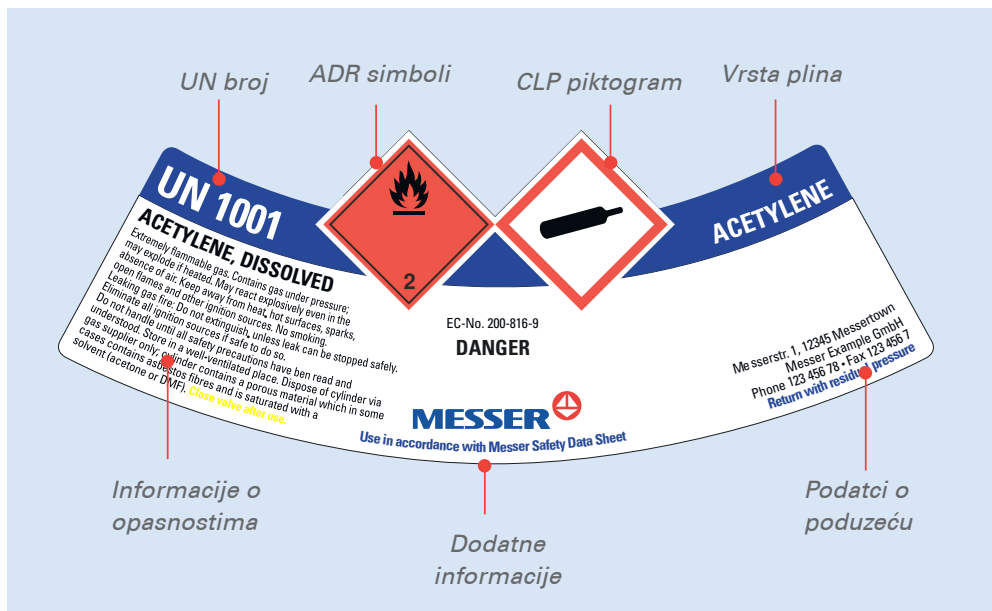 UN broj
ADR simboli
CLP piktogram
Vrsta plina
UN 1001
ACETYLENE, DISSOLVED
Extremely flammable gas. Contains gas under pressure;
may explode if heated. May react explosively even in the
absence of air. Keep away from heat, hot surfaces, sparks,
open flames and other ignition sources. No smoking.
Leaking gas fire: Do not extinguish, unless leak can be stopped safely.
Eliminate all ignition sources if safe to do so.
Do not handle until all safety precautions have ben read and
understood. Store in a well-ventilated place. Dispose of cylinder via
gas supplier only; cylinder contains a porous material which in some
cases contains asbestos fibres and is saturated with a
solvent (acetone or DMF). Close valve after use.
2
EC-No. 200-816-9
DANGER
MESSER
Use in accordance with Messer Safety Data Sheet
ACETYLENE
Messerstr. 1, 12345 Messertown
Messer Example GmbH
Phone 123 456 78 • Fax 123 456 7
Return with residual pressure
Informacije o
opasnostima
Dodatne
informacije
Podatci o
poduzeću